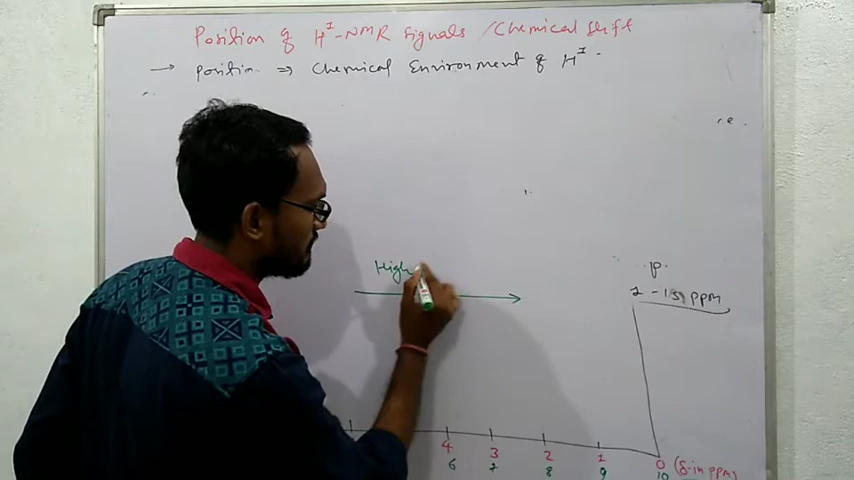 Position of H¹-NMR Signals / Chemical Shift
→ Position ⇒ Chemical Environment of H¹.
High
4 3 2 1 0 (δ-in ppm)
6 7 8 9 10